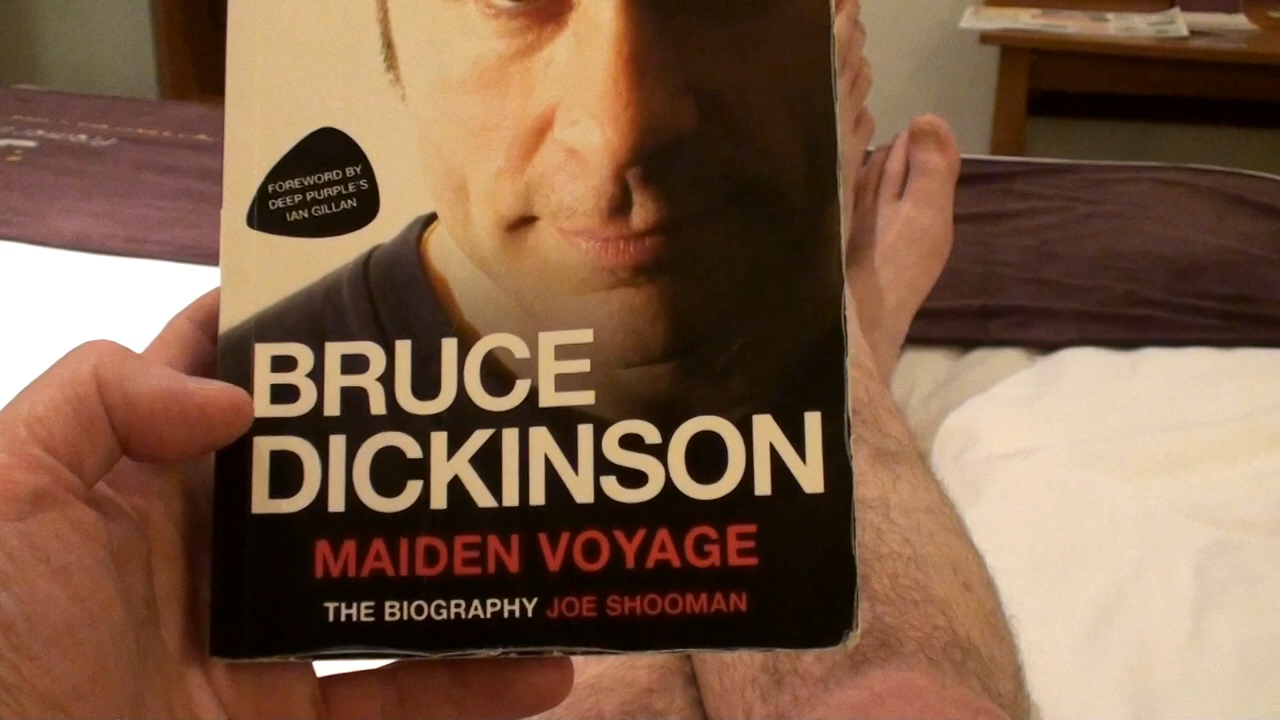 FOREWORD BY
DEEP PURPLE'S
IAN GILLAN
BRUCE
DICKINSON
MAIDEN VOYAGE
THE BIOGRAPHY JOE SHOOMAN